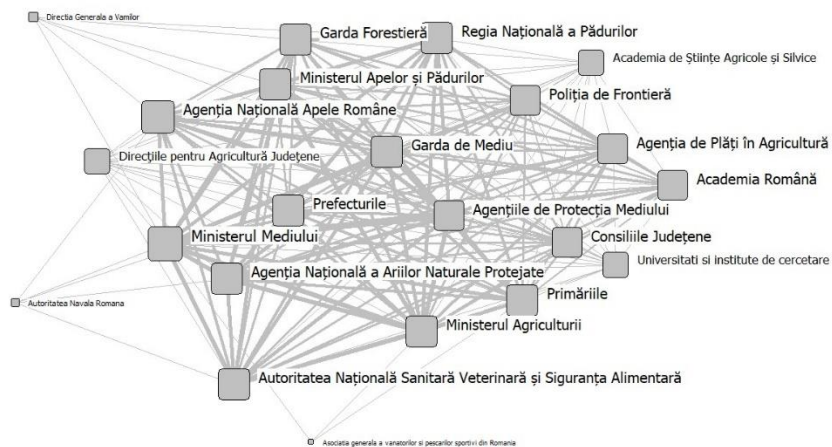 Directia Generala a Vamilor
Garda Forestieră
Regia Națională a Pădurilor
Academia de Științe Agricole și Silvice
Ministerul Apelor și Pădurilor
Poliția de Frontieră
Agenția Națională Apele Române
Garda de Mediu
Agenția de Plăți în Agricultură
Direcțiile pentru Agricultură Județene
Academia Română
Prefecturile
Agențiile de Protecția Mediului
Ministerul Mediului
Consiliile Județene
Universitati si institute de cercetare
Agenția Națională a Ariilor Naturale Protejate
Primăriile
Autoritatea Navala Romana
Ministerul Agriculturii
Autoritatea Națională Sanitară Veterinară și Siguranța Alimentară
Asociatia generala a vanatorilor si pescarilor sportivi din Romania